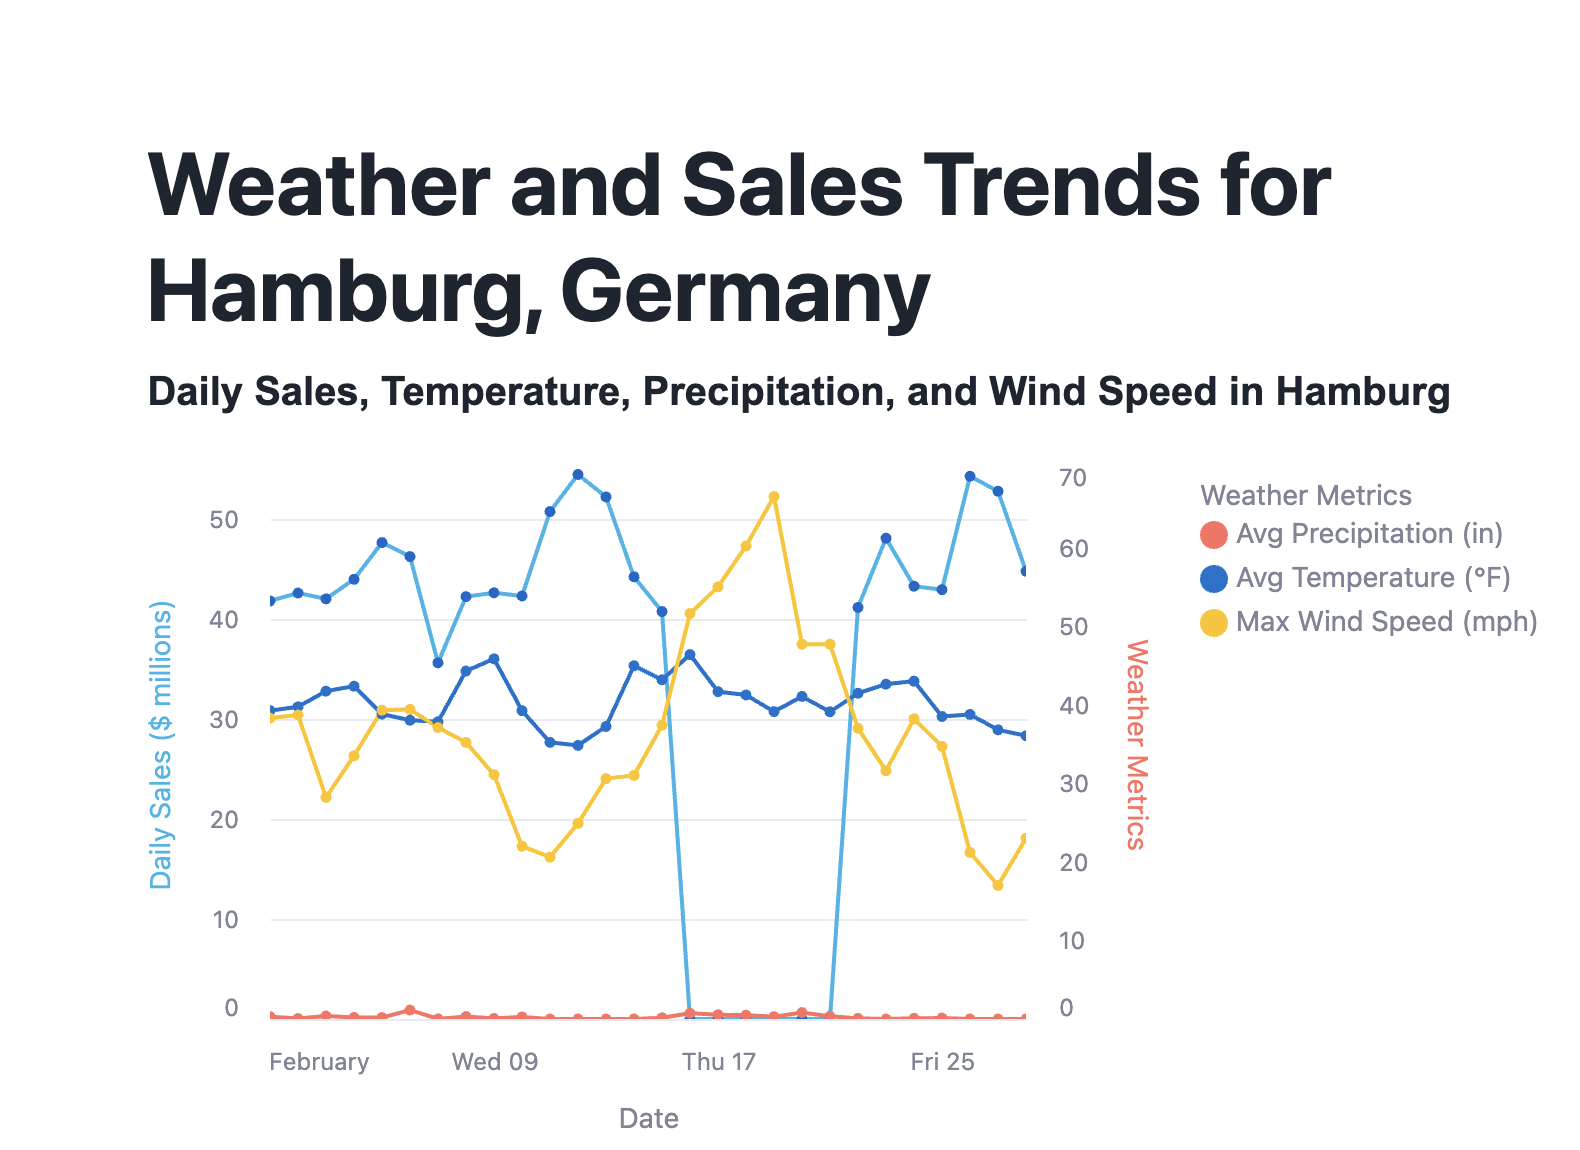 Weather and Sales Trends for
Hamburg, Germany
Daily Sales, Temperature, Precipitation, and Wind Speed in Hamburg
Daily Sales ($ millions)
50
40
30
20
10
0
70
60
50
40
30
20
10
0
Weather Metrics
February
Wed 09
Thu 17
Fri 25
Date
Weather Metrics
Avg Precipitation (in)
Avg Temperature (°F)
Max Wind Speed (mph)